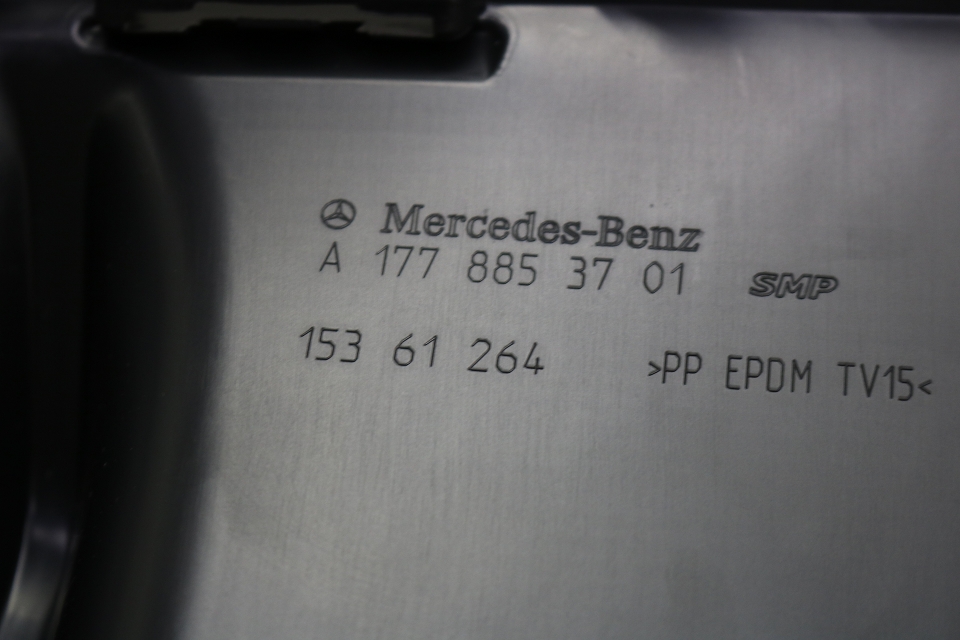 Mercedes-Benz
A 177 885 37 01 SMP
153 61 264 >PP EPDM TV15<